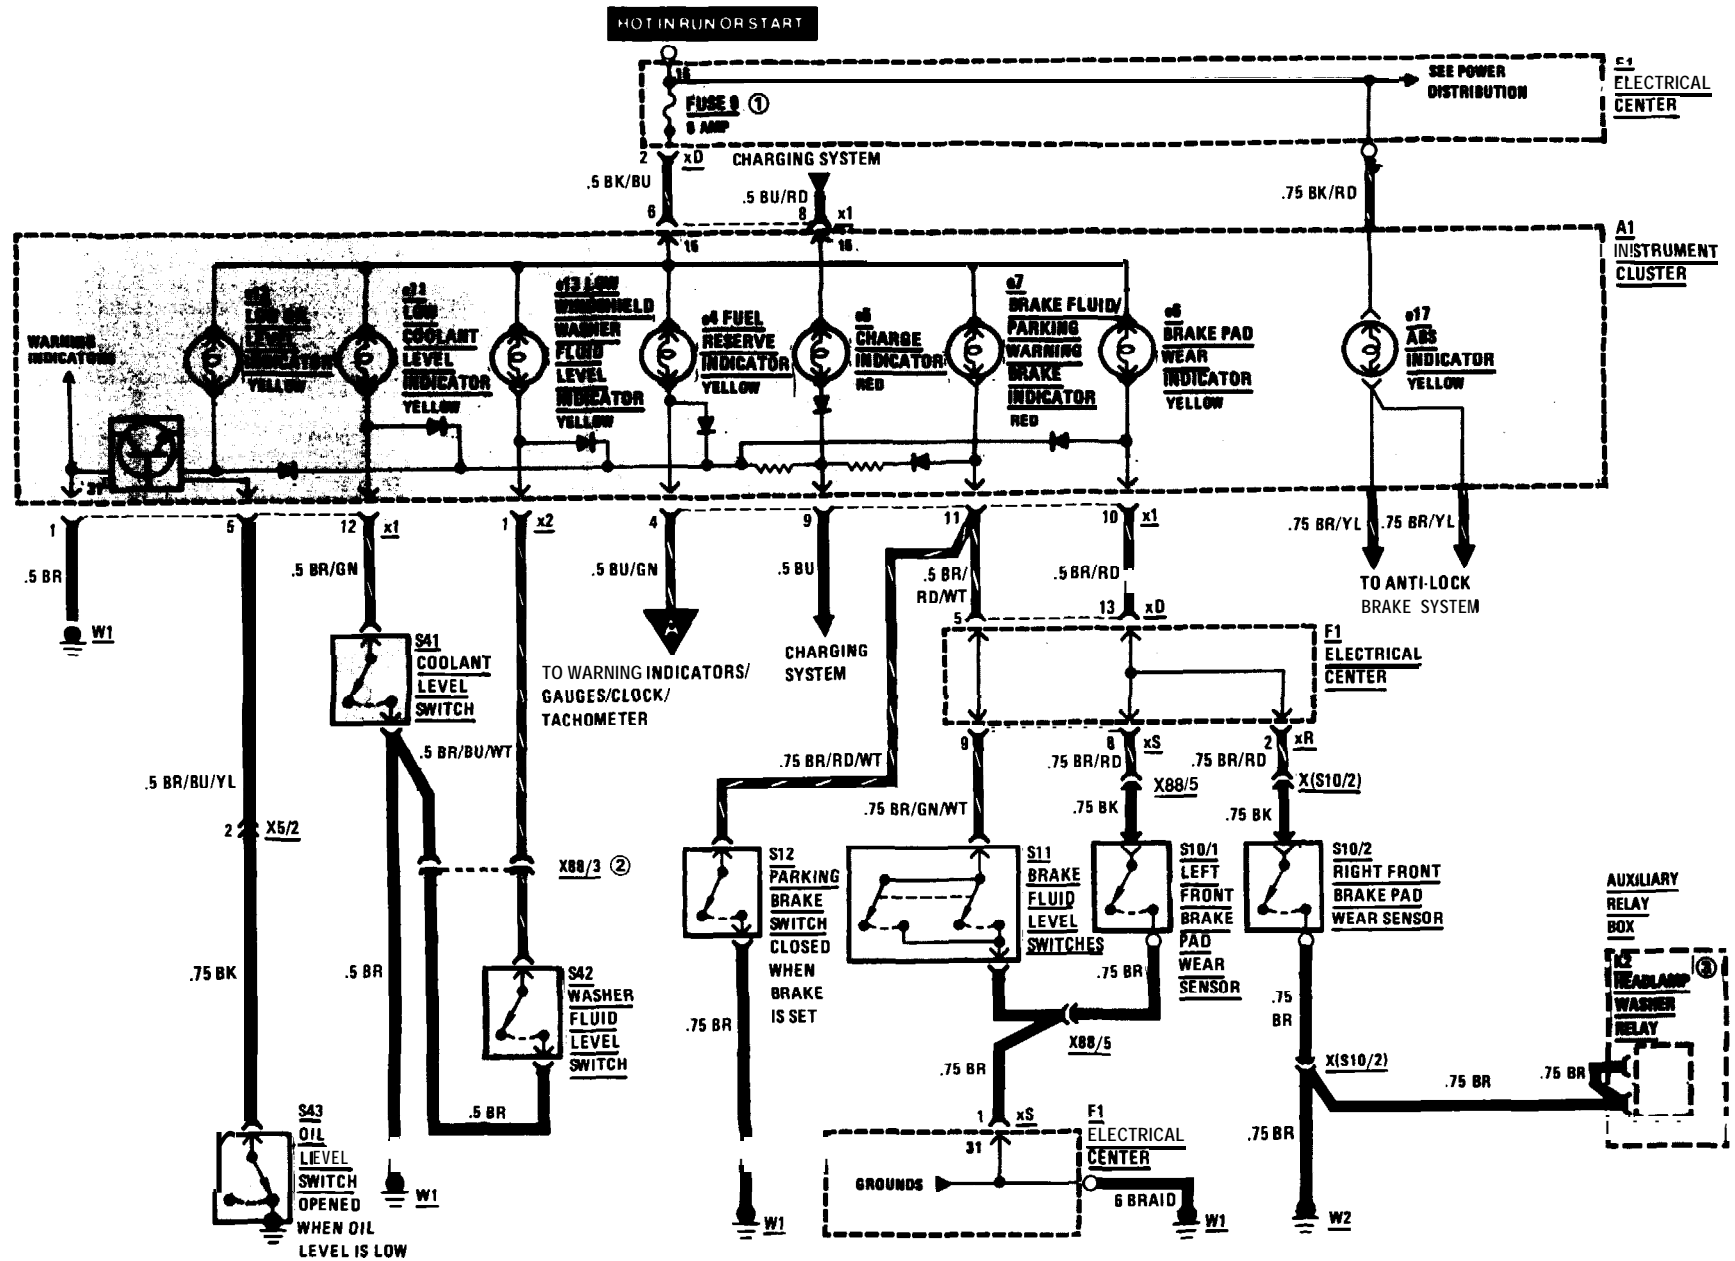 HOT IN RUN OR START
16
SEE POWER
DISTRIBUTION
FUSE 9 ①
8 AMP
ELECTRICAL
CENTER
2
xD
CHARGING SYSTEM
.5 BK/BU
.5 BU/RD
.75 BK/RD
6
8
x1
15
15
A1
INSTRUMENT
CLUSTER
WARNING
INDICATORS
LOW OIL
LEVEL
INDICATOR
YELLOW
LOW
COOLANT
LEVEL
INDICATOR
YELLOW
e13 LOW
WINDSHIELD
WASHER
FLUID
LEVEL
INDICATOR
YELLOW
e4 FUEL
RESERVE
INDICATOR
YELLOW
CHARGE
INDICATOR
RED
e7
BRAKE FLUID/
PARKING
WARNING
BRAKE
INDICATOR
RED
e6
BRAKE PAD
WEAR
INDICATOR
YELLOW
e17
ABS
INDICATOR
YELLOW
31
1
5
12
x1
1
x2
4
9
11
10
x1
.5 BR
.5 BR/GN
.5 BU/GN
.5 BU
.5 BR/
RD/WT
.5 BR/RD
.75 BR/YL
.75 BR/YL
TO ANTI-LOCK
BRAKE SYSTEM
W1
A
5
13
xD
S41
COOLANT
LEVEL
SWITCH
TO WARNING INDICATORS/
GAUGES/CLOCK/
TACHOMETER
CHARGING
SYSTEM
F1
ELECTRICAL
CENTER
.5 BR/BU/WT
.75 BR/RD/WT
9
8
xS
2
xR
.75 BR/RD
.75 BR/RD
.5 BR/BU/YL
X88/5
X(S10/2)
.75 BR/GN/WT
.75 BK
.75 BK
2
X5/2
X88/3 ②
S12
PARKING
BRAKE
SWITCH
CLOSED
WHEN
BRAKE
IS SET
S11
BRAKE
FLUID
LEVEL
SWITCHES
S10/1
LEFT
FRONT
BRAKE
PAD
WEAR
SENSOR
S10/2
RIGHT FRONT
BRAKE PAD
WEAR SENSOR
AUXILIARY
RELAY
BOX
K2
HEADLAMP
WASHER
RELAY
③
.75 BK
.5 BR
S42
WASHER
FLUID
LEVEL
SWITCH
.75 BR
.75 BR
.75
BR
X88/5
X(S10/2)
.75 BR
.75 BR
.75 BR
.5 BR
.75 BR
S43
OIL
LEVEL
SWITCH
OPENED
WHEN OIL
LEVEL IS LOW
1
xS
31
F1
ELECTRICAL
CENTER
GROUNDS
6 BRAID
W1
W1
W1
W2